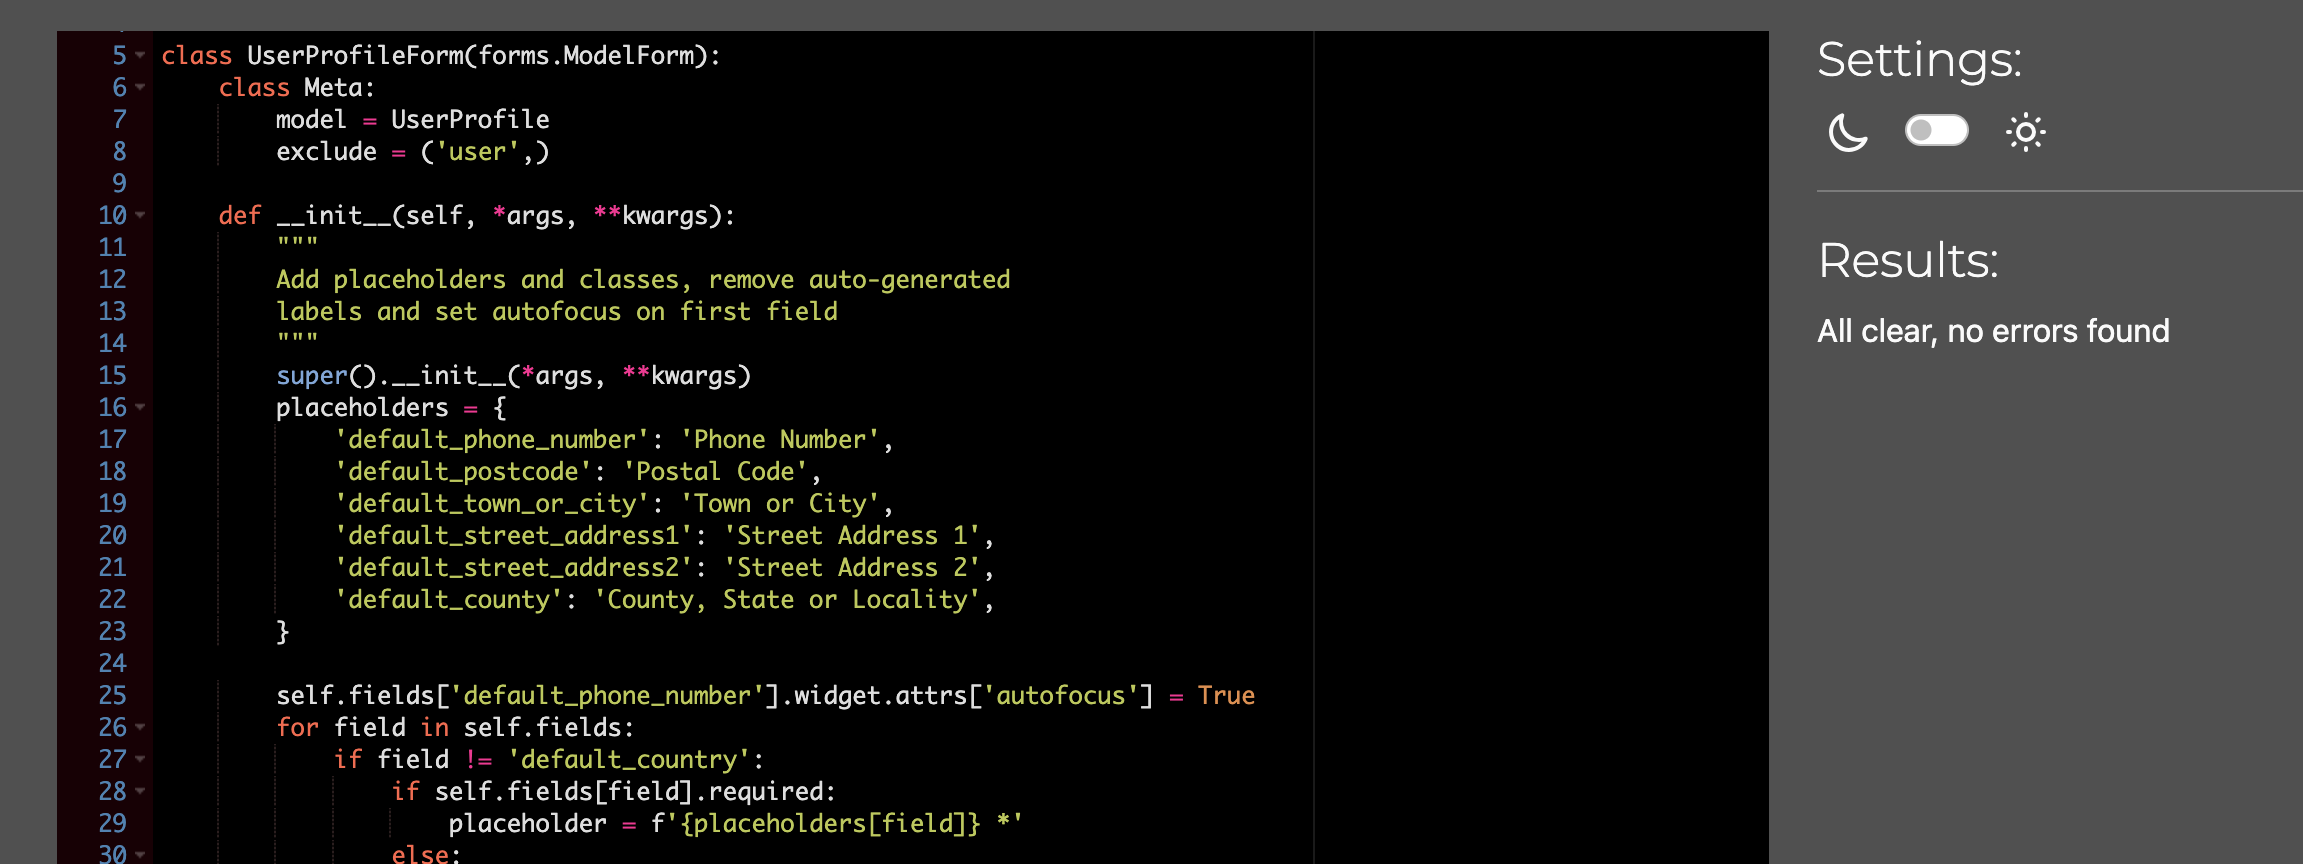 5 class UserProfileForm(forms.ModelForm):
6     class Meta:
7         model = UserProfile
8         exclude = ('user',)
9
10     def __init__(self, *args, **kwargs):
11         """
12         Add placeholders and classes, remove auto-generated
13         labels and set autofocus on first field
14         """
15         super().__init__(*args, **kwargs)
16         placeholders = {
17             'default_phone_number': 'Phone Number',
18             'default_postcode': 'Postal Code',
19             'default_town_or_city': 'Town or City',
20             'default_street_address1': 'Street Address 1',
21             'default_street_address2': 'Street Address 2',
22             'default_county': 'County, State or Locality',
23         }
24
25         self.fields['default_phone_number'].widget.attrs['autofocus'] = True
26         for field in self.fields:
27             if field != 'default_country':
28                 if self.fields[field].required:
29                     placeholder = f'{placeholders[field]} *'
30                 else:
Settings:
Results:
All clear, no errors found